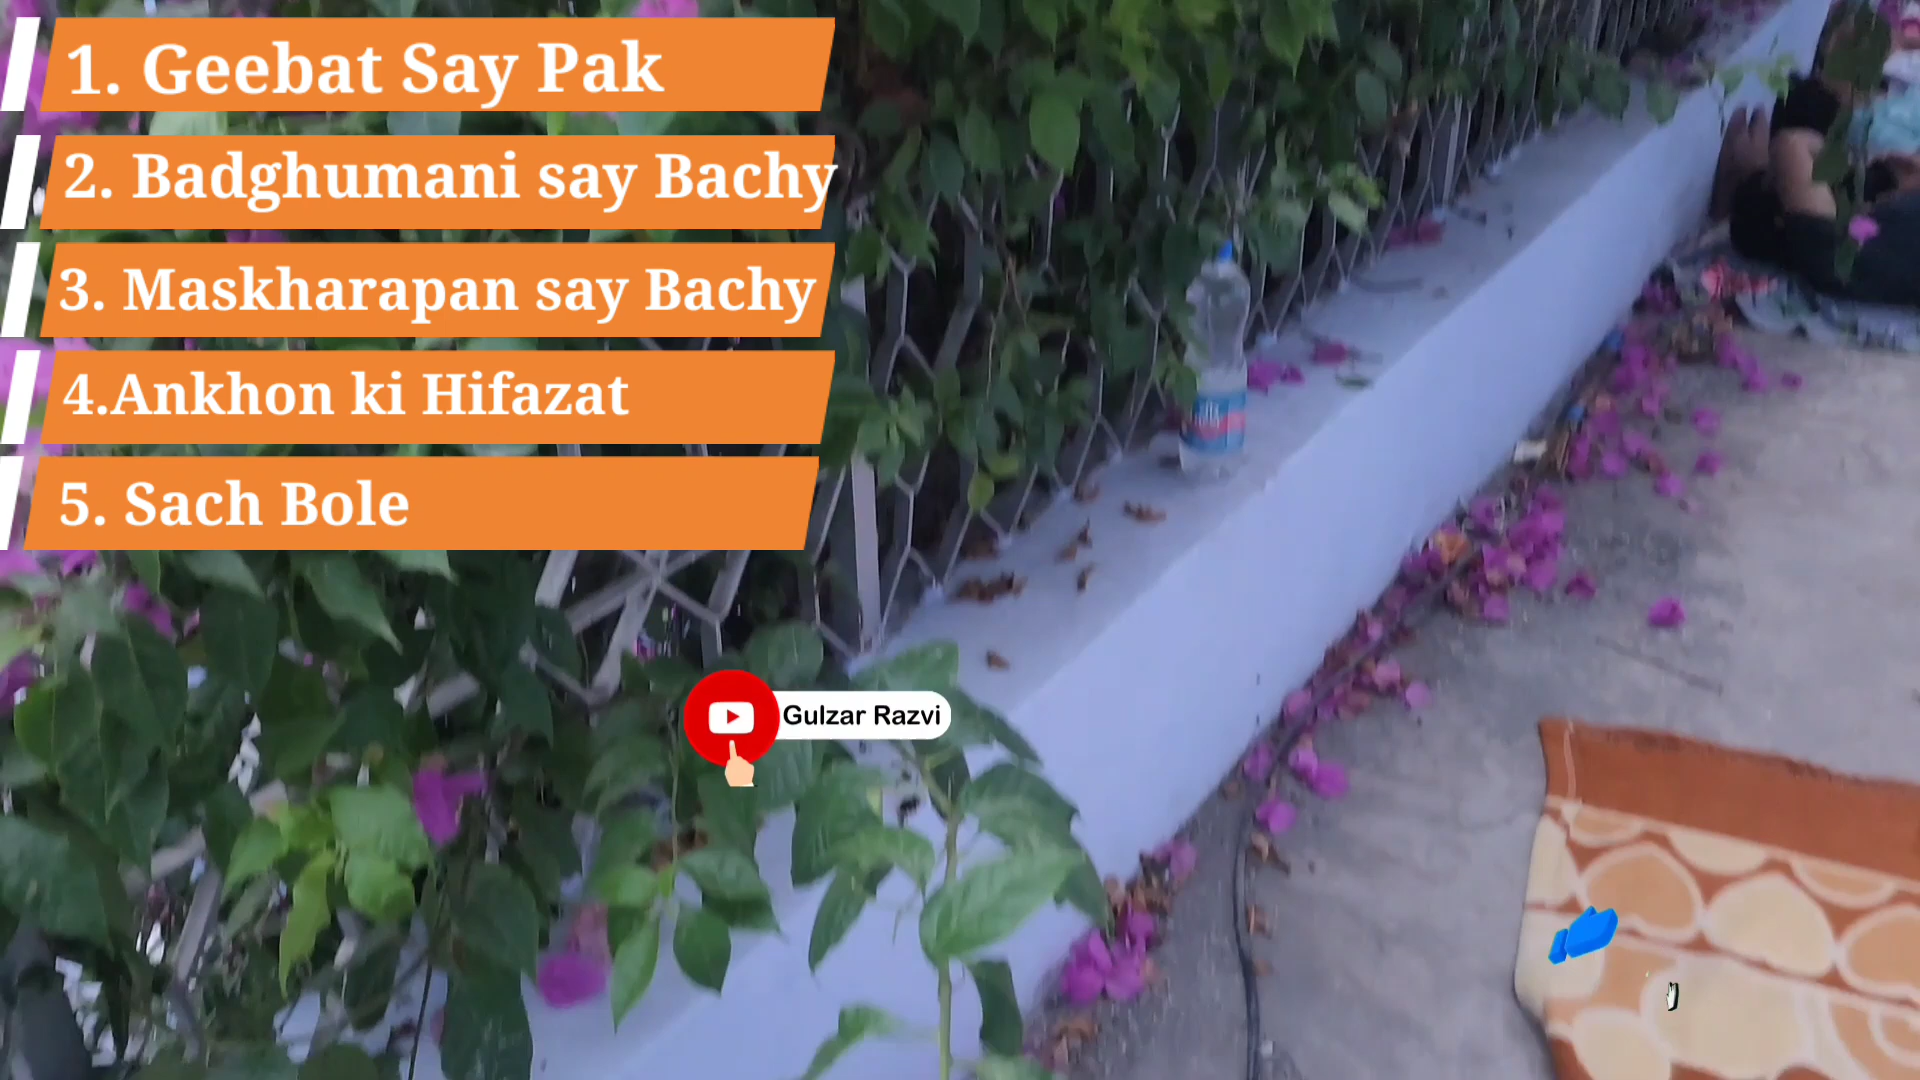 1. Geebat Say Pak
2. Badghumani say Bachy
3. Maskharapan say Bachy
4.Ankhon ki Hifazat
5. Sach Bole
Gulzar Razvi